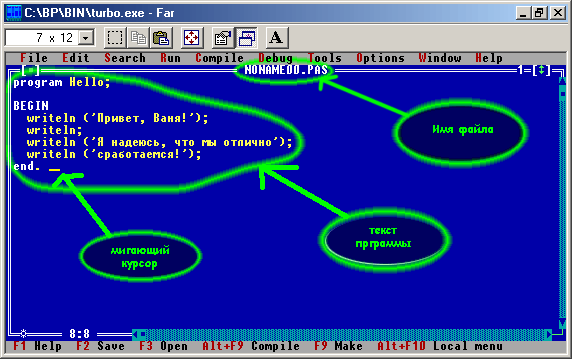 C:\BP\BIN\turbo.exe - Far
7 x 12
A
File Edit Search Run Compile Debug Tools Options Window Help
NONAME00.PAS
1=[↕]
program Hello;
BEGIN
writeln ('Привет, Ваня!');
writeln;
writeln ('Я надеюсь, что мы отлично');
writeln ('сработаемся!');
end. _
Имя файла
мигающий
курсор
текст
прграммы
8:8
F1 Help F2 Save F3 Open Alt+F9 Compile F9 Make Alt+F10 Local menu